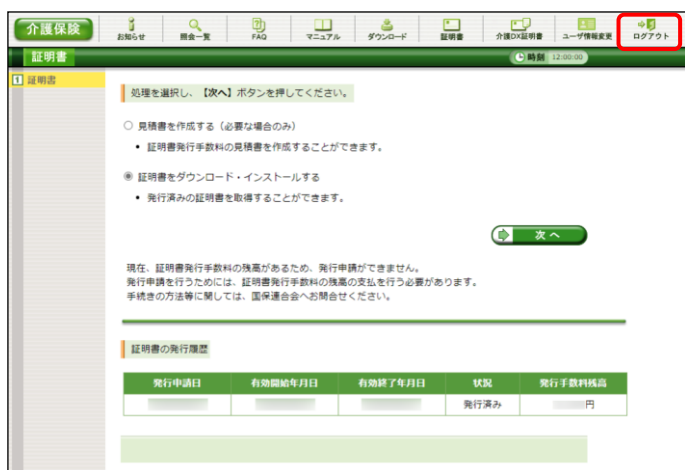 介護保険
お知らせ
照会一覧
FAQ
マニュアル
ダウンロード
証明書
介護DX証明書
ユーザ情報変更
ログアウト
証明書
時刻 12:00:00
1 証明書
処理を選択し、【次へ】ボタンを押してください。
見積書を作成する（必要な場合のみ）
・ 証明書発行手数料の見積書を作成することができます。
証明書をダウンロード・インストールする
・ 発行済みの証明書を取得することができます。
次 へ
現在、証明書発行手数料の残高があるため、発行申請ができません。
発行申請を行うためには、証明書発行手数料の残高の支払を行う必要があります。
手続きの方法等に関しては、国保連合会へお問合せください。
証明書の発行履歴
発行申請日 有効開始年月日 有効終了年月日 状況 発行手数料残高
発行済み 円